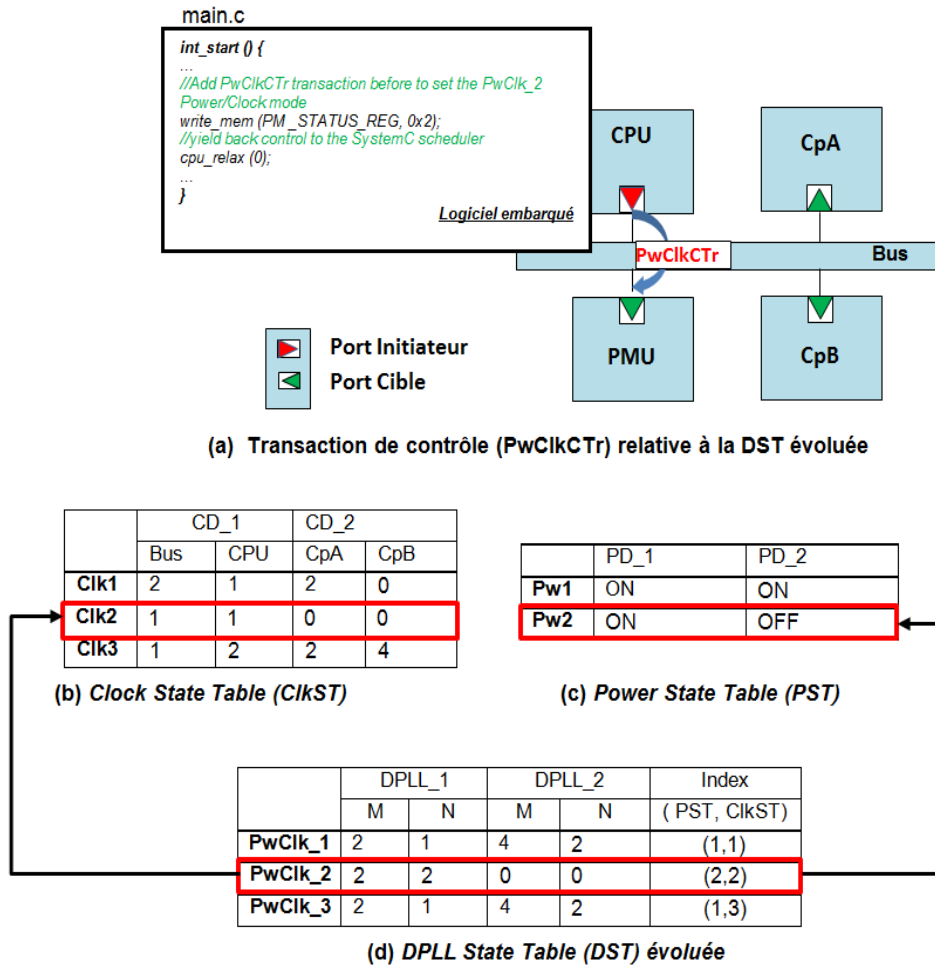 main.c
int_start () {
...
//Add PwClkCTr transaction before to set the PwClk_2
Power/Clock mode
write_mem (PM _STATUS_REG, 0x2);
//yield back control to the SystemC scheduler
cpu_relax (0);
...
}
Logiciel embarqué
CPU
CpA
PwClkCTr
Bus
PMU
CpB
Port Initiateur
Port Cible
(a) Transaction de contrôle (PwClkCTr) relative à la DST évoluée
CD_1 CD_2
Bus CPU CpA CpB
Clk1 2 1 2 0
Clk2 1 1 0 0
Clk3 1 2 2 4
(b) Clock State Table (ClkST)
PD_1 PD_2
Pw1 ON ON
Pw2 ON OFF
(c) Power State Table (PST)
DPLL_1 DPLL_2 Index
M N M N ( PST, ClkST)
PwClk_1 2 1 4 2 (1,1)
PwClk_2 2 2 0 0 (2,2)
PwClk_3 2 1 4 2 (1,3)
(d) DPLL State Table (DST) évoluée